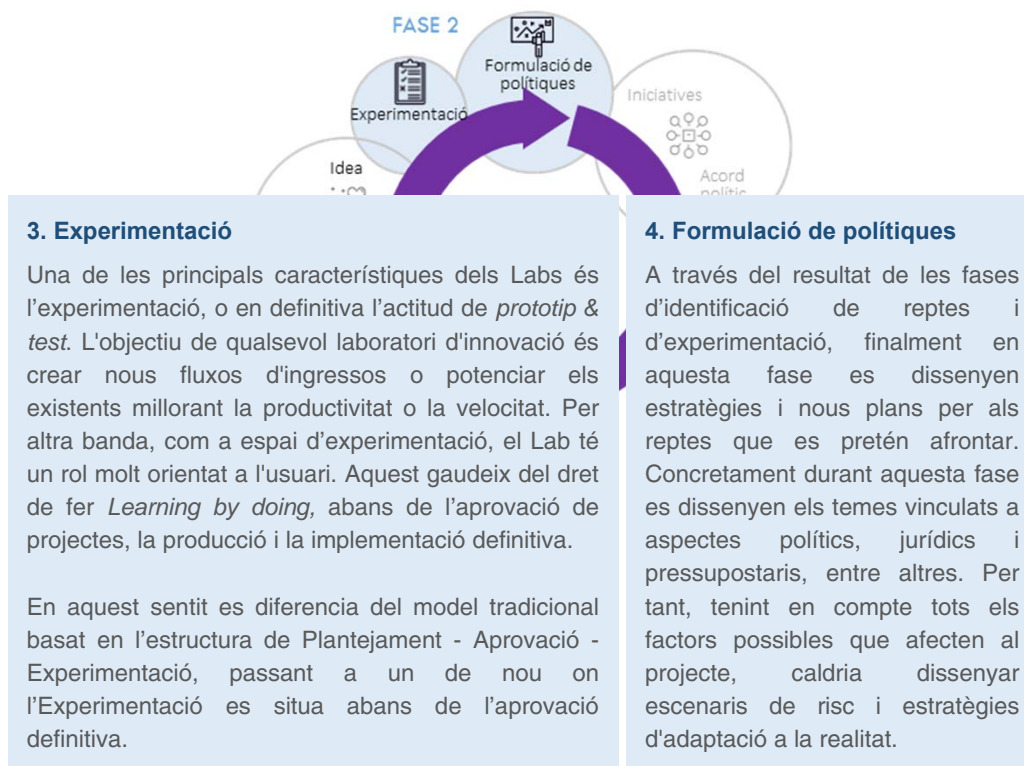 FASE 2
Formulació de
polítiques
Experimentació
Iniciatives
Idea
Acord
polític
3. Experimentació
Una de les principals característiques dels Labs és
l’experimentació, o en definitiva l’actitud de prototip &
test. L'objectiu de qualsevol laboratori d'innovació és
crear nous fluxos d'ingressos o potenciar els
existents millorant la productivitat o la velocitat. Per
altra banda, com a espai d’experimentació, el Lab té
un rol molt orientat a l'usuari. Aquest gaudeix del dret
de fer Learning by doing, abans de l’aprovació de
projectes, la producció i la implementació definitiva.
En aquest sentit es diferencia del model tradicional
basat en l’estructura de Plantejament - Aprovació -
Experimentació, passant a un de nou on
l’Experimentació es situa abans de l’aprovació
definitiva.
4. Formulació de polítiques
A través del resultat de les fases
d’identificació de reptes i
d’experimentació, finalment en
aquesta fase es dissenyen
estratègies i nous plans per als
reptes que es pretén afrontar.
Concretament durant aquesta fase
es dissenyen els temes vinculats a
aspectes polítics, jurídics i
pressupostaris, entre altres. Per
tant, tenint en compte tots els
factors possibles que afecten al
projecte, caldria dissenyar
escenaris de risc i estratègies
d'adaptació a la realitat.